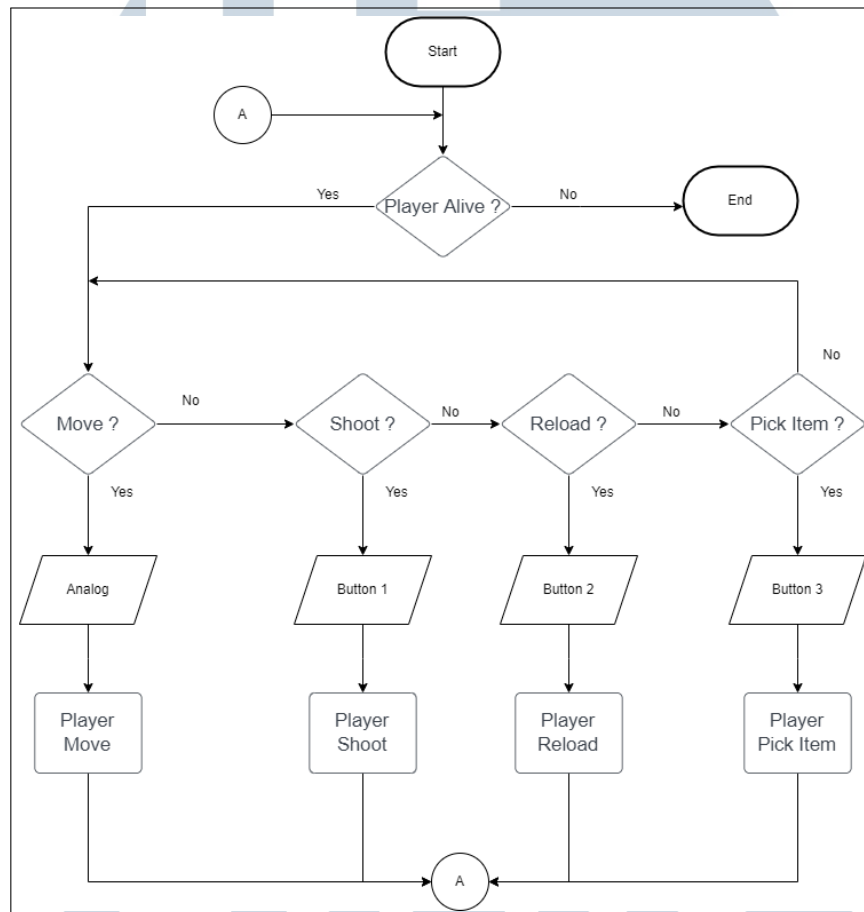 Start
A
Yes
Player Alive ?
No
End
No
Move ?
No
Shoot ?
No
Reload ?
No
Pick Item ?
Yes
Yes
Yes
Yes
Analog
Button 1
Button 2
Button 3
Player
Move
Player
Shoot
Player
Reload
Player
Pick Item
A